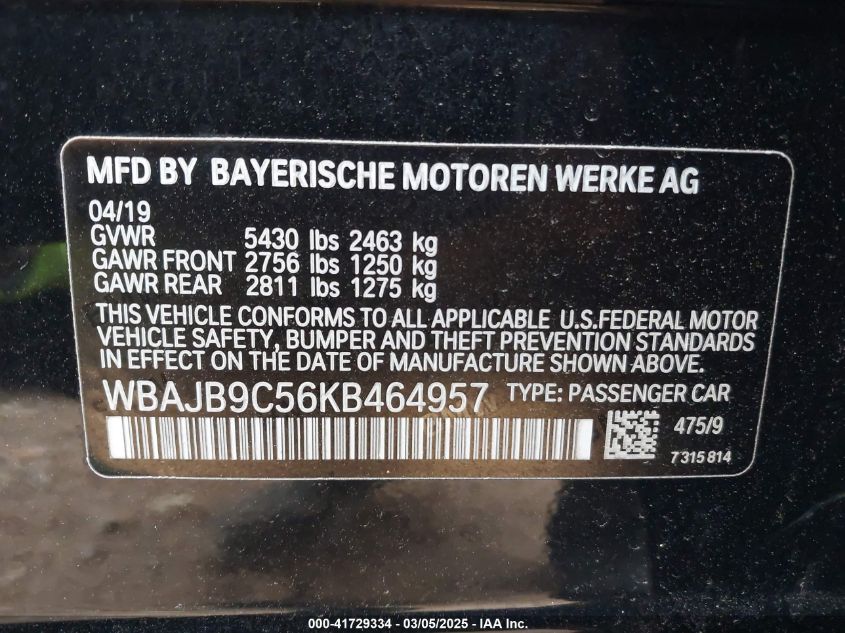 MFD BY BAYERISCHE MOTOREN WERKE AG
04/19
GVWR 5430 lbs 2463 kg
GAWR FRONT 2756 lbs 1250 kg
GAWR REAR 2811 lbs 1275 kg
THIS VEHICLE CONFORMS TO ALL APPLICABLE U.S.FEDERAL MOTOR
VEHICLE SAFETY, BUMPER AND THEFT PREVENTION STANDARDS
IN EFFECT ON THE DATE OF MANUFACTURE SHOWN ABOVE.
WBAJB9C56KB464957 TYPE: PASSENGER CAR
475/9
7315814
000-41729334 - 03/05/2025 - IAA Inc.